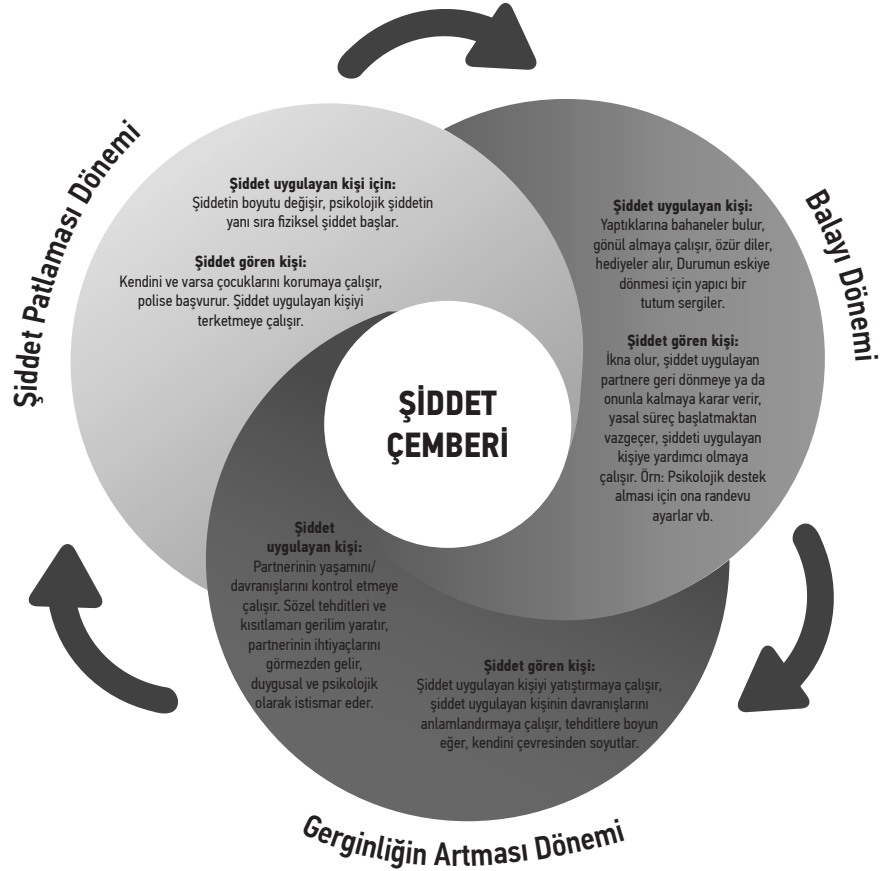 Şiddet Patlaması Dönemi
Şiddet uygulayan kişi için:
Şiddetin boyutu değişir, psikolojik şiddetin
yanı sıra fiziksel şiddet başlar.
Şiddet gören kişi:
Kendini ve varsa çocuklarını korumaya çalışır,
polise başvurur. Şiddet uygulayan kişiyi
terketmeye çalışır.
Balayı Dönemi
Şiddet uygulayan kişi:
Yaptıklarına bahaneler bulur,
gönül almaya çalışır, özür diler,
hediyeler alır, Durumun eskiye
dönmesi için yapıcı bir
tutum sergiler.
Şiddet gören kişi:
İkna olur, şiddet uygulayan
partnere geri dönmeye ya da
onunla kalmaya karar verir,
yasal süreç başlatmaktan
vazgeçer, şiddeti uygulayan
kişiye yardımcı olmaya
çalışır. Örn: Psikolojik destek
alması için ona randevu
ayarlar vb.
ŞİDDET
ÇEMBERİ
Şiddet
uygulayan kişi:
Partnerinin yaşamını/
davranışlarını kontrol etmeye
çalışır. Sözel tehditleri ve
kısıtlamarı gerilim yaratır,
partnerinin ihtiyaçlarını
görmezden gelir,
duygusal ve psikolojik
olarak istismar eder.
Şiddet gören kişi:
Şiddet uygulayan kişiyi yatıştırmaya çalışır,
şiddet uygulayan kişinin davranışlarını
anlamlandırmaya çalışır, tehditlere boyun
eğer, kendini çevresinden soyutlar.
Gerginliğin Artması Dönemi